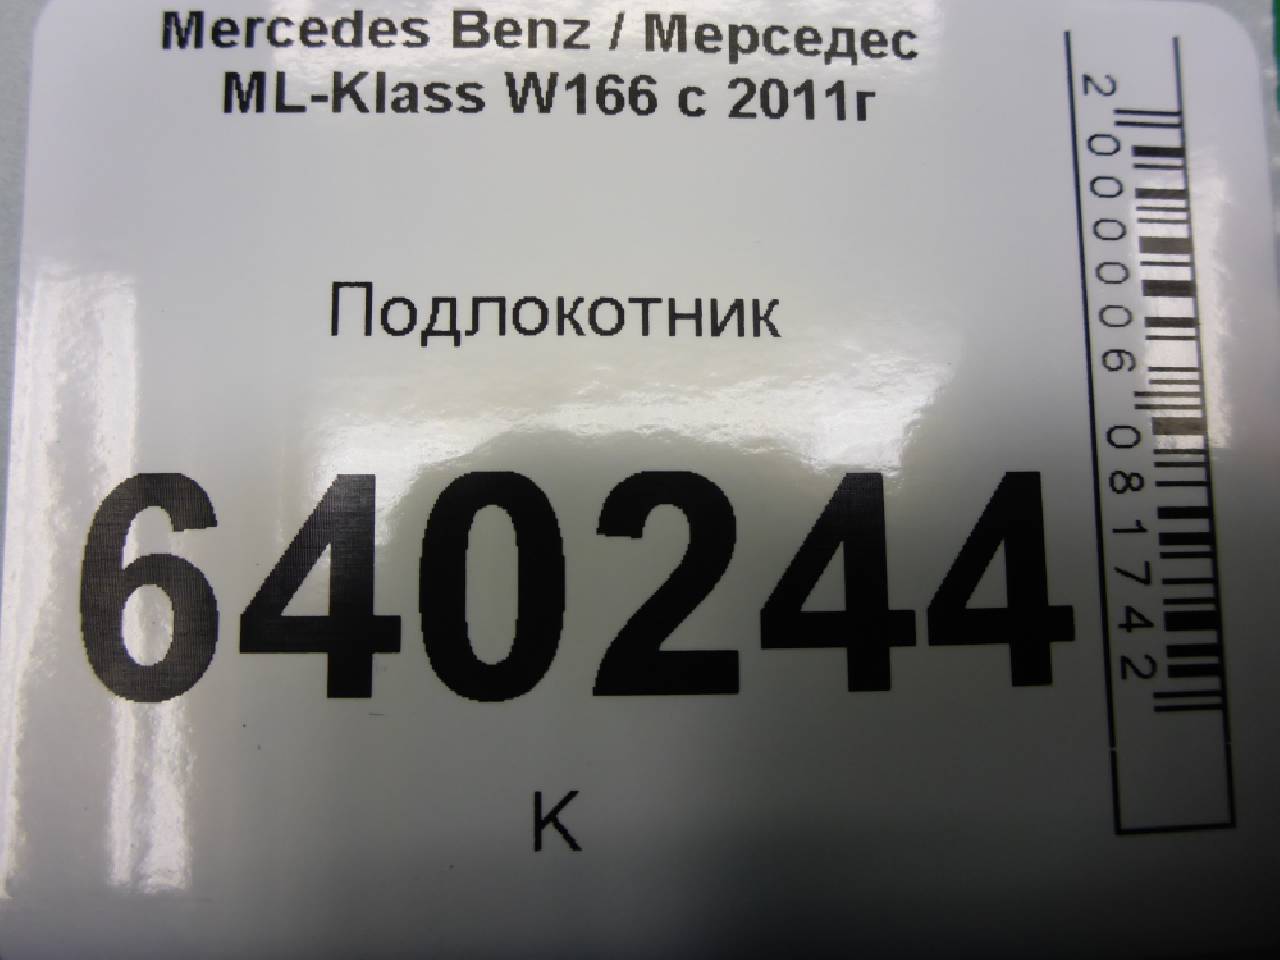 Mercedes Benz / Мерседес
ML-Klass W166 с 2011г
Подлокотник
640244
К
2000006081742